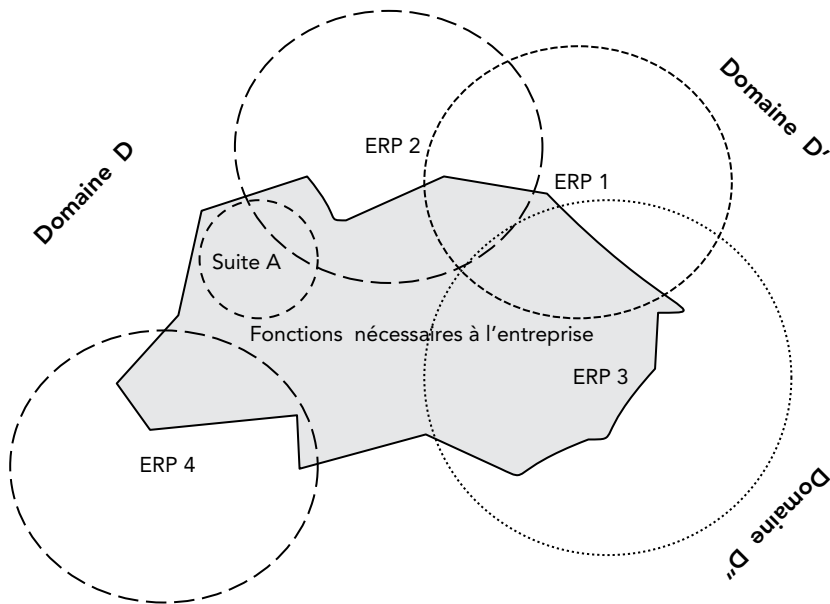 Domaine D
Domaine D′
ERP 2
ERP 1
Suite A
Fonctions nécessaires à l’entreprise
ERP 3
ERP 4
Domaine D″